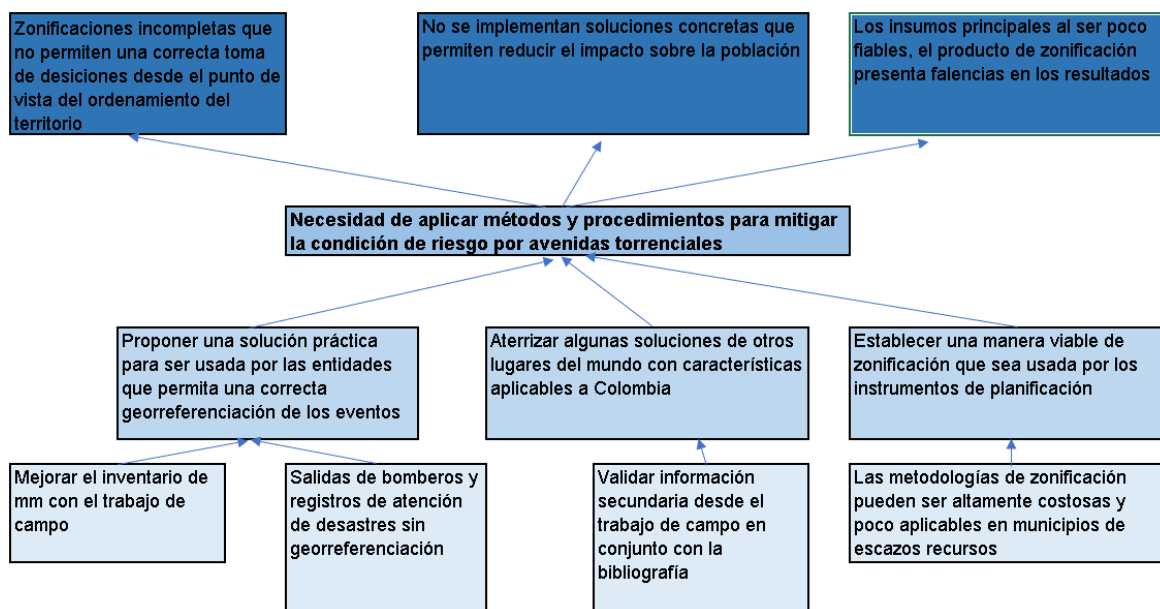 Zonificaciones incompletas que
no permiten una correcta toma
de desiciones desde el punto de
vista del ordenamiento del
territorio
No se implementan soluciones concretas que
permiten reducir el impacto sobre la población
Los insumos principales al ser poco
fiables, el producto de zonificación
presenta falencias en los resultados
Necesidad de aplicar métodos y procedimientos para mitigar
la condición de riesgo por avenidas torrenciales
Proponer una solución práctica
para ser usada por las entidades
que permita una correcta
georreferenciación de los eventos
Aterrizar algunas soluciones de otros
lugares del mundo con características
aplicables a Colombia
Establecer una manera viable de
zonificación que sea usada por los
instrumentos de planificación
Mejorar el inventario de
mm con el trabajo de
campo
Salidas de bomberos y
registros de atención
de desastres sin
georreferenciación
Validar información
secundaria desde el
trabajo de campo en
conjunto con la
bibliografía
Las metodologías de zonificación
pueden ser altamente costosas y
poco aplicables en municipios de
escazos recursos